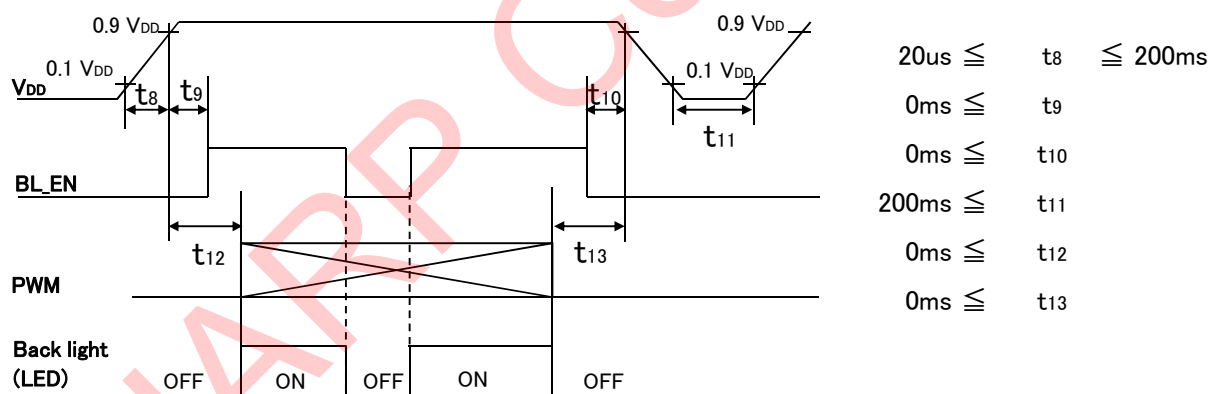 0.9 VDD
0.9 VDD
0.1 VDD
0.1 VDD
VDD
t8
t9
t10
t11
BL_EN
t12
t13
PWM
Back light
(LED)
OFF
ON
OFF
ON
OFF
20us ≦ t8 ≦ 200ms
0ms ≦ t9
0ms ≦ t10
200ms ≦ t11
0ms ≦ t12
0ms ≦ t13